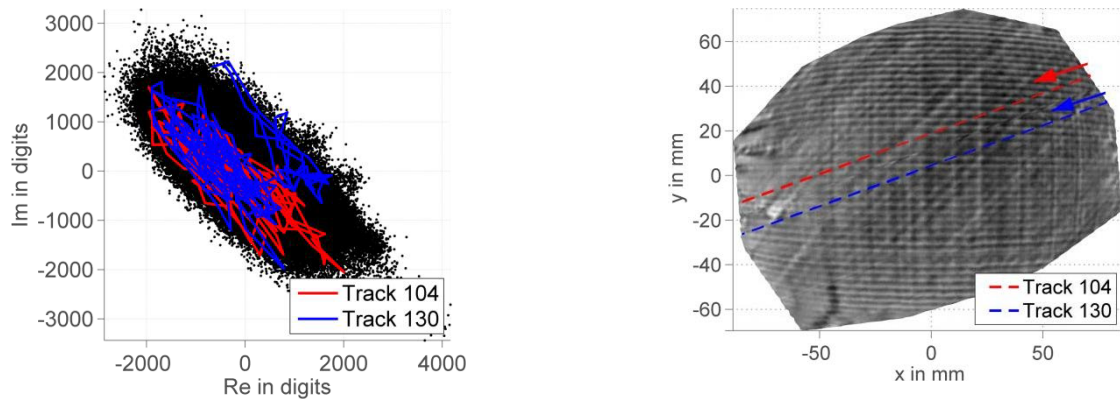 3000
2000
1000
0
-1000
-2000
-3000
Im in digits
-2000 0 2000 4000
Re in digits
Track 104
Track 130
60
40
20
0
-20
-40
-60
y in mm
-50 0 50
x in mm
Track 104
Track 130